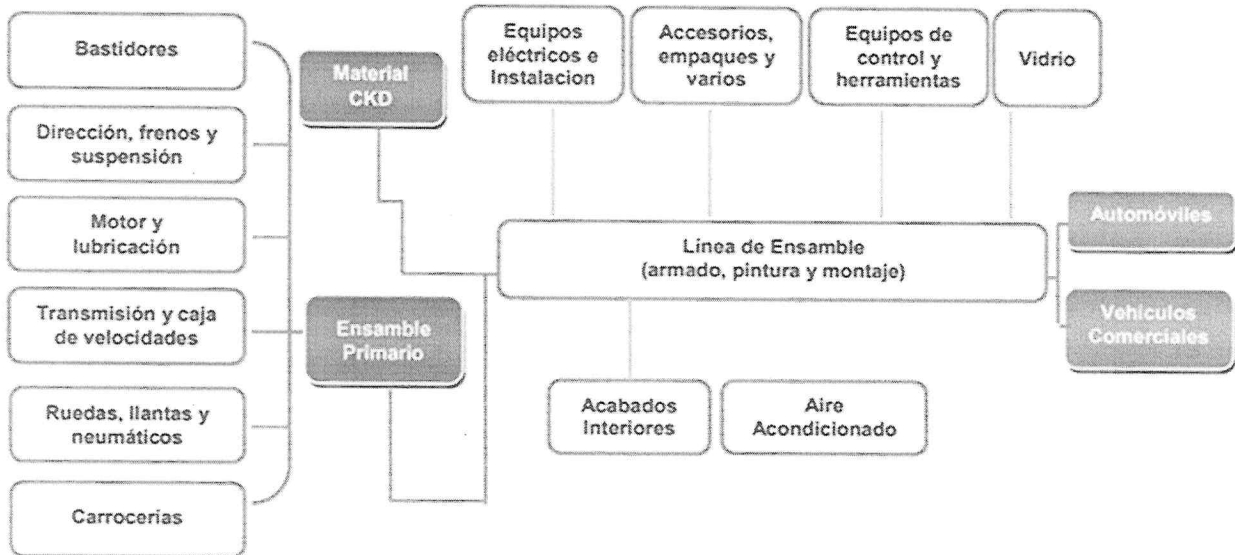 Bastidores
Dirección, frenos y
suspensión
Motor y
lubricación
Transmisión y caja
de velocidades
Ruedas, llantas y
neumáticos
Carrocerías
Material
CKD
Ensamble
Primario
Equipos
eléctricos e
Instalacion
Accesorios,
empaques y
varios
Equipos de
control y
herramientas
Vidrio
Línea de Ensamble
(armado, pintura y montaje)
Acabados
Interiores
Aire
Acondicionado
Automóviles
Vehículos
Comerciales